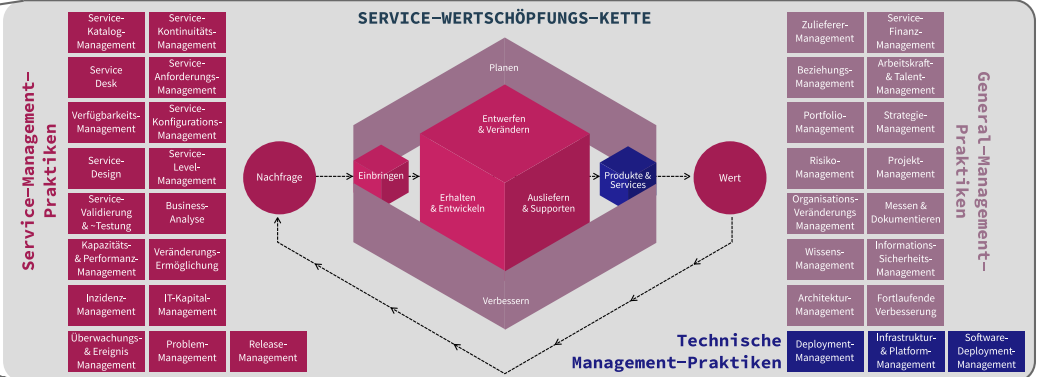 SERVICE-WERTSCHÖPFUNGS-KETTE
Service-Management-
Praktiken
Service-
Katalog-
Management
Service-
Kontinuitäts-
Management
Service
Desk
Service-
Anforderungs-
Management
Verfügbarkeits-
Management
Service-
Konfigurations-
Management
Service-
Design
Service-
Level-
Management
Service-
Validierung
& ~Testung
Business-
Analyse
Kapazitäts-
& Performanz-
Management
Veränderungs-
Ermöglichung
Inzidenz-
Management
IT-Kapital-
Management
Überwachungs-
& Ereignis
Management
Problem-
Management
Release-
Management
Planen
Entwerfen
& Verändern
Nachfrage
Einbringen
Erhalten
& Entwickeln
Ausliefern
& Supporten
Produkte &
Services
Wert
Verbessern
Zulieferer-
Management
Service-
Finanz-
Management
Beziehungs-
Management
Arbeitskraft-
& Talent-
Management
Portfolio-
Management
Strategie-
Management
Risiko-
Management
Projekt-
Management
Organisations-
Veränderungs
Management
Messen &
Dokumentieren
Wissens-
Management
Informations-
Sicherheits-
Management
Architektur-
Management
Fortlaufende
Verbesserung
General-Management-
Praktiken
Technische
Management-Praktiken
Deployment-
Management
Infrastruktur-
& Platform-
Management
Software-
Deployment-
Management